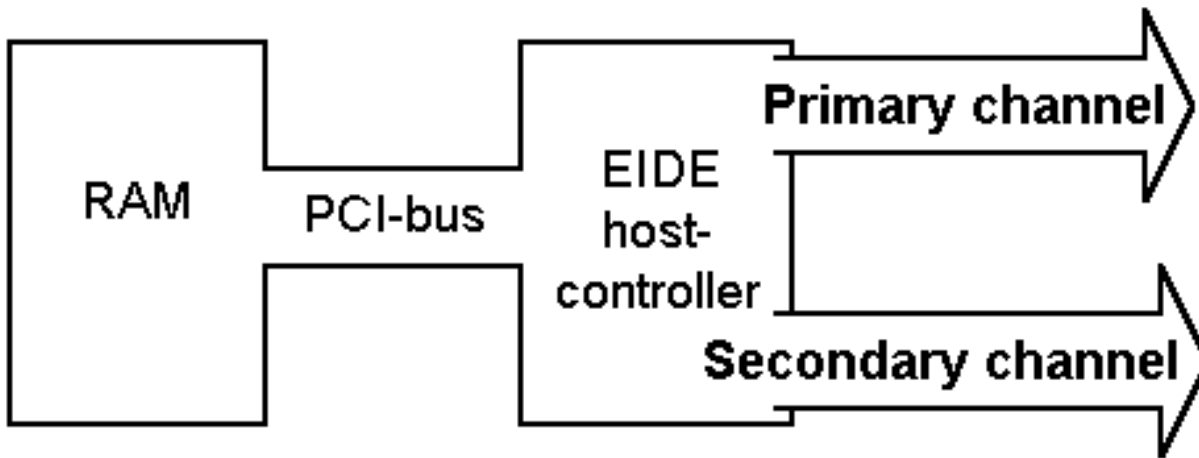 RAM
PCI-bus
EIDE
host-
controller
Primary channel
Secondary channel